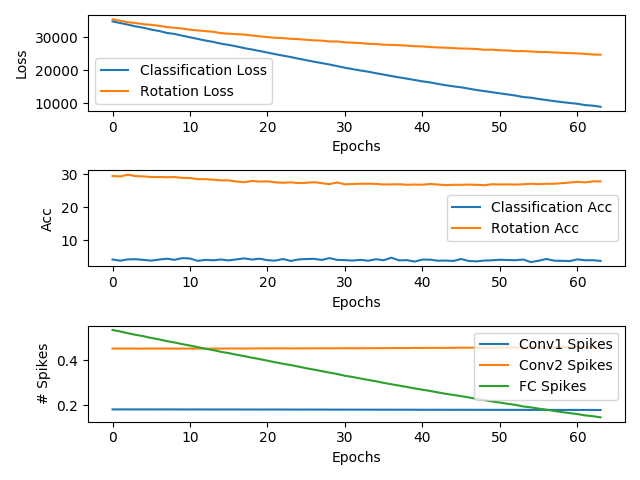 30000
20000
10000
Loss
Classification Loss
Rotation Loss
0 10 20 30 40 50 60
Epochs
30
20
10
Acc
Classification Acc
Rotation Acc
0 10 20 30 40 50 60
Epochs
0.4
0.2
# Spikes
Conv1 Spikes
Conv2 Spikes
FC Spikes
0 10 20 30 40 50 60
Epochs